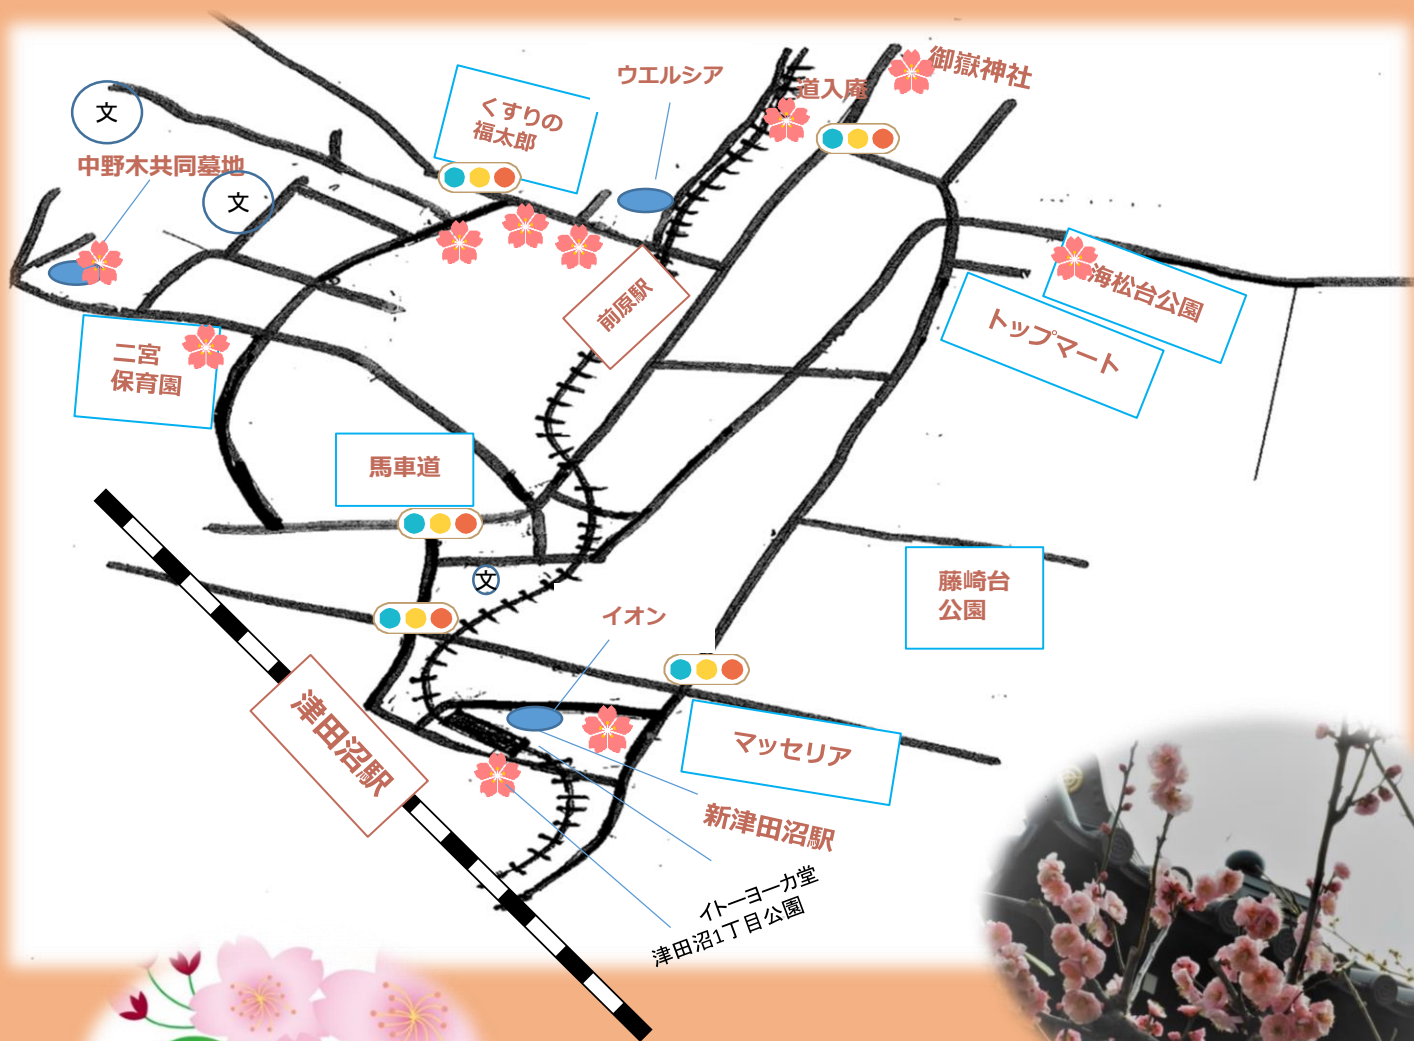 ウエルシア
御嶽神社
道入庵
くすりの
福太郎
文
中野木共同墓地
文
前原駅
海松台公園
トップマート
二宮
保育園
馬車道
文
藤崎台
公園
イオン
津田沼駅
マッセリア
新津田沼駅
イトーヨーカ堂
津田沼1丁目公園